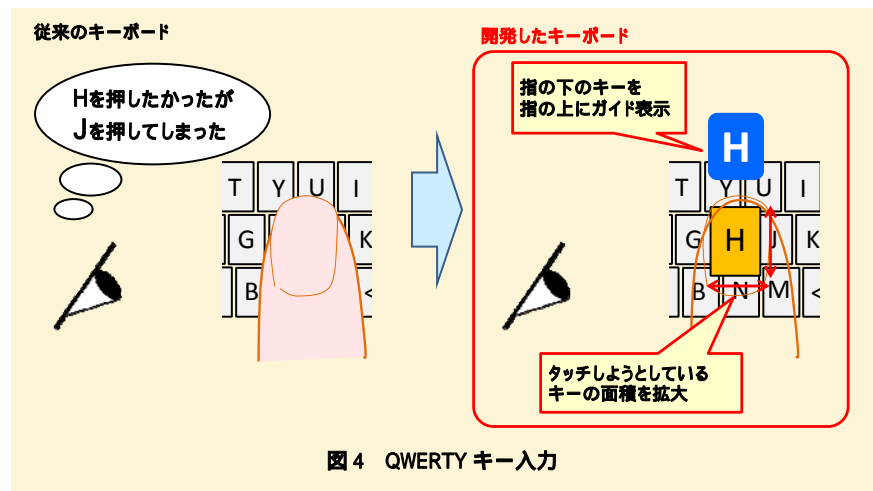 従来のキーボード
Hを押したかったが
Jを押してしまった
T Y U I
G K
B <
開発したキーボード
指の下のキーを
指の上にガイド表示
H
T Y U I
G H J K
B N M <
タッチしようとしている
キーの面積を拡大
図4 QWERTY キー入力